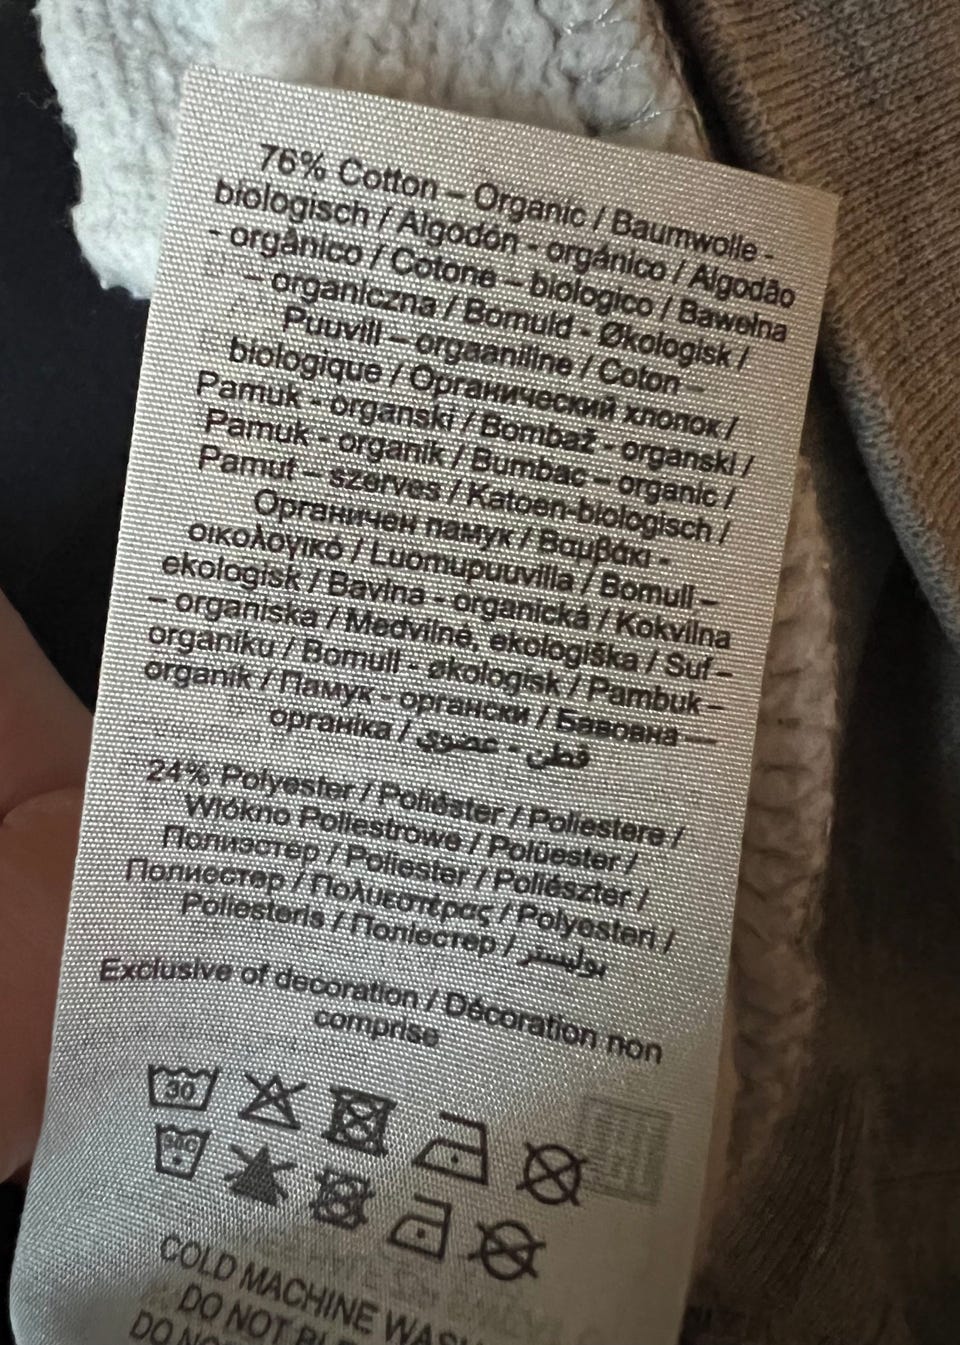 76% Cotton – Organic / Baumwolle -
biologisch / Algodón - orgánico / Algodão
- orgânico / Cotone – biologico / Bawełna
– organiczna / Bomuld - Økologisk /
Puuvill – orgaaniline / Coton –
biologique / Органический хлопок /
Pamuk - organski / Bombaž - organski /
Pamuk - organik / Bumbac – organic /
Pamut – szerves / Katoen-biologisch /
Органичен памук / Βαμβάκι -
οικολογικό / Luomupuuvilla / Bomull –
ekologisk / Bavlna - organická / Kokvilna
– organiska / Medvilnė, ekologiška / Suf –
organiku / Bomull - økologisk / Pambuk –
organik / Памук - органски / Бавовна —
органіка / قطن - عضوي
24% Polyester / Poliéster / Poliestere /
Włókno Poliestrowe / Polüester /
Полиэстер / Poliester / Poliészter /
Полиестер / Πολυεστέρας / Polyesteri /
Poliesteris / Поліестер / بوليستر
Exclusive of decoration / Décoration non
comprise
30
COLD MACHINE WASH
DO NOT
DO NOT